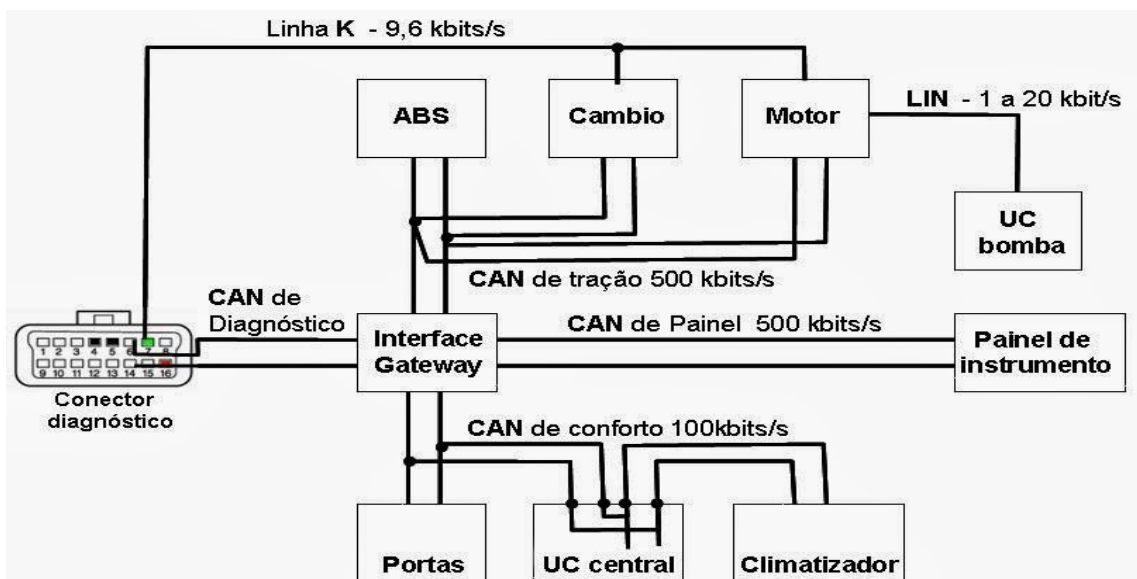 Linha K - 9,6 kbits/s
ABS
Cambio
Motor
LIN - 1 a 20 kbit/s
UC
bomba
CAN de tração 500 kbits/s
CAN de
Diagnóstico
Interface
Gateway
CAN de Painel 500 kbits/s
Painel de
instrumento
1 2 3 4 5 6 7 8
9 10 11 12 13 14 15 16
Conector
diagnóstico
CAN de conforto 100kbits/s
Portas
UC central
Climatizador